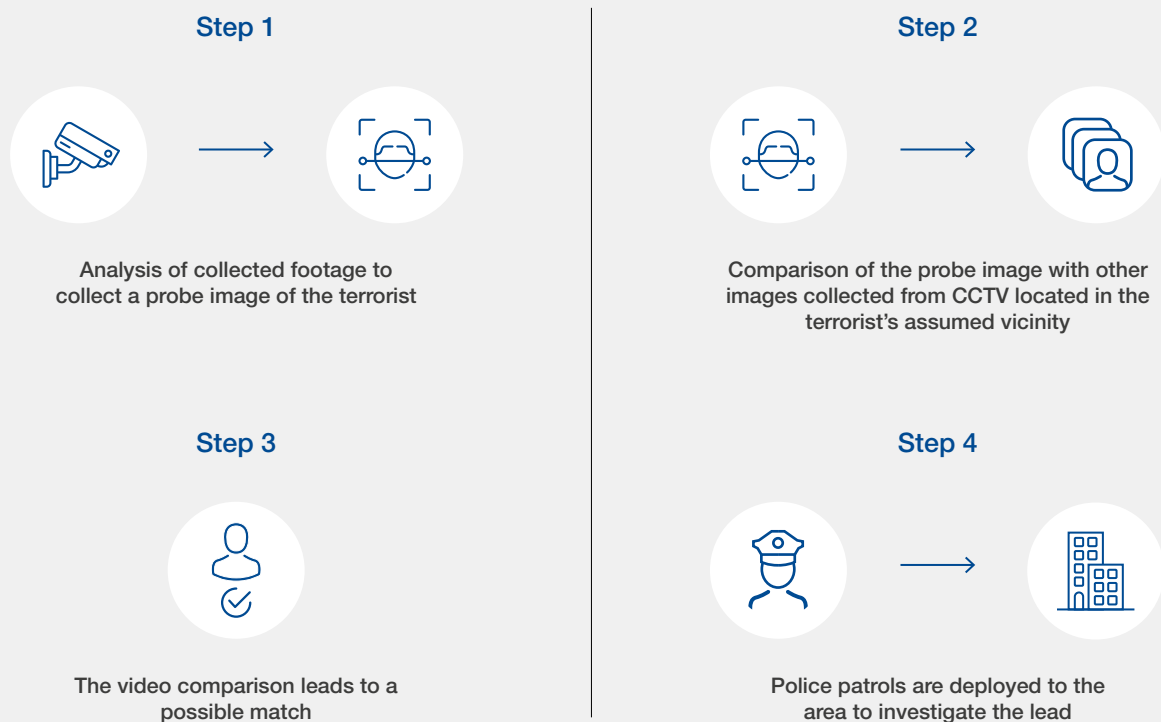 Step 1
Analysis of collected footage to
collect a probe image of the terrorist
Step 2
Comparison of the probe image with other
images collected from CCTV located in the
terrorist’s assumed vicinity
Step 3
The video comparison leads to a
possible match
Step 4
Police patrols are deployed to the
area to investigate the lead